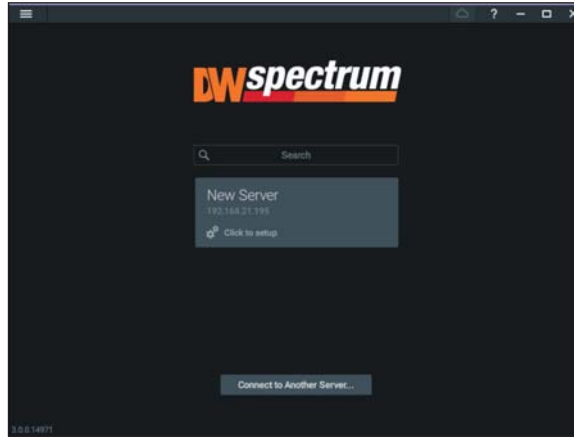 ?
DWspectrum
Search
New Server
192.168.21.195
Click to setup
Connect to Another Server...
3.0.0.14971